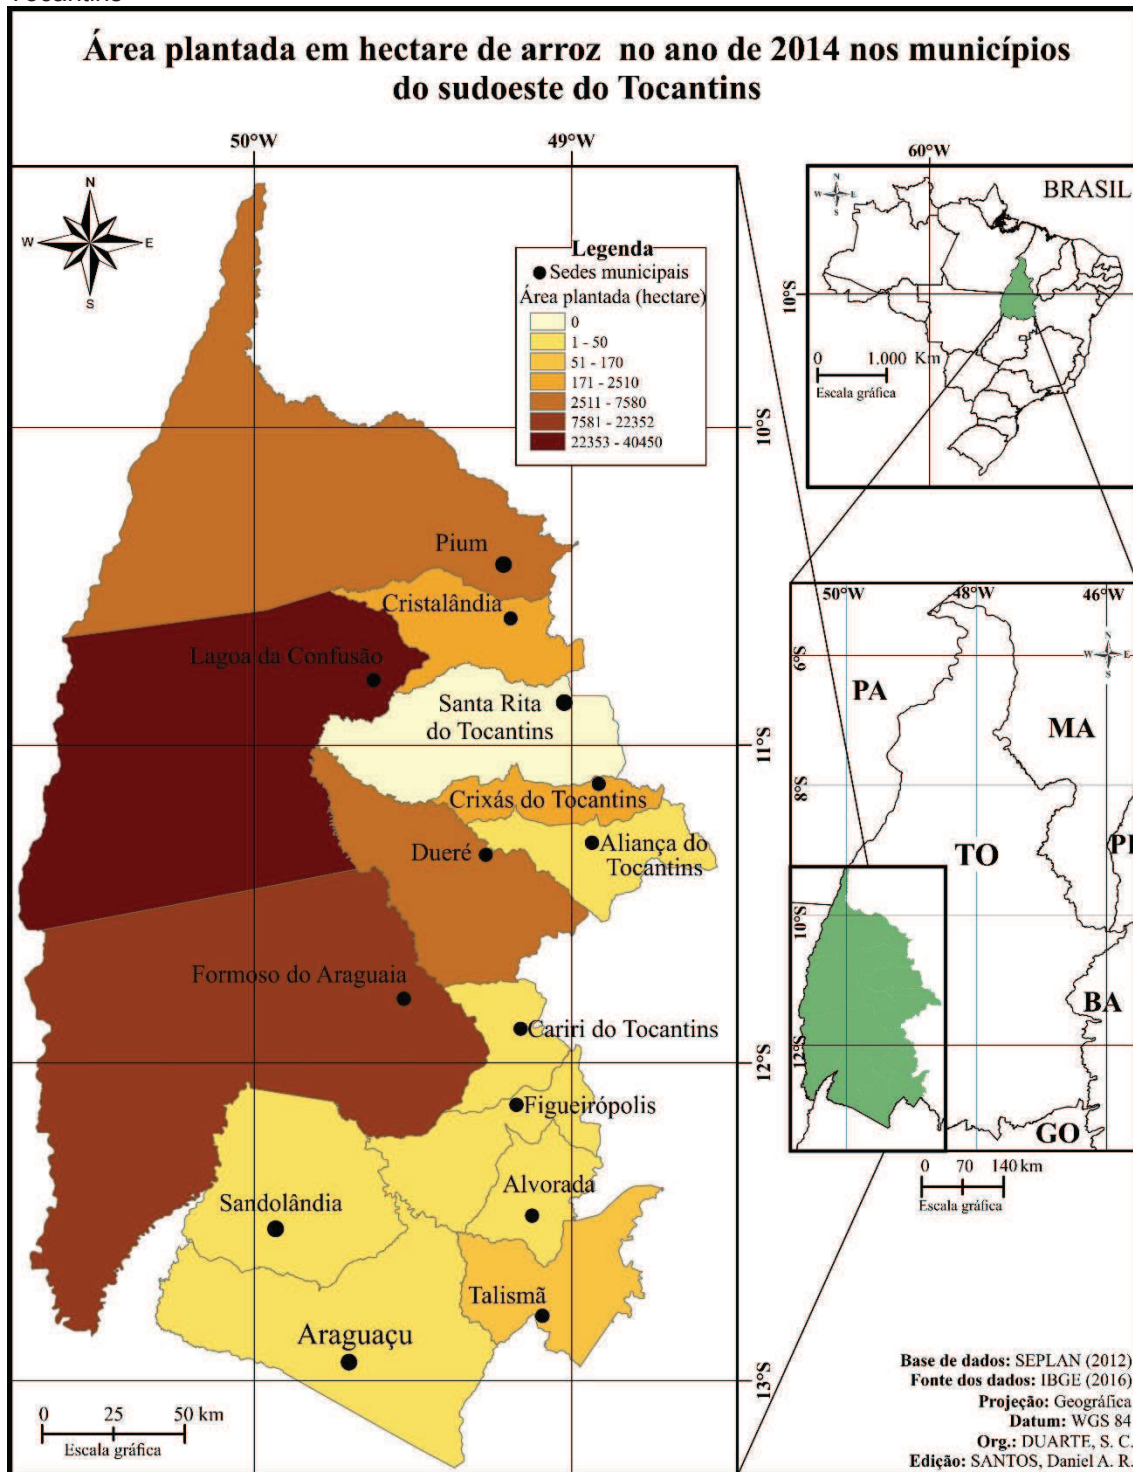 Tocantins
Área plantada em hectare de arroz no ano de 2014 nos municípios
do sudoeste do Tocantins
50°W
49°W
N
W
E
S
Legenda
Sedes municipais
Área plantada (hectare)
0
1 - 50
51 - 170
171 - 2510
2511 - 7580
7581 - 22352
22353 - 40450
10°S
Pium
Cristalândia
Lagoa da Confusão
Santa Rita
do Tocantins
11°S
Crixás do Tocantins
Dueré
Aliança do
Tocantins
Formoso do Araguaia
Cariri do Tocantins
12°S
Figueirópolis
Alvorada
Sandolândia
Talismã
Araguaçu
13°S
0 25 50 km
Escala gráfica
60°W
BRASIL
N
W
E
S
10°S
0 1.000 Km
Escala gráfica
50°W
48°W
46°W
N
W
E
S
6°S
PA
MA
8°S
TO
10°S
BA
12°S
GO
0 70 140 km
Escala gráfica
Base de dados: SEPLAN (2012)
Fonte dos dados: IBGE (2016)
Projeção: Geográfica
Datum: WGS 84
Org.: DUARTE, S. C.
Edição: SANTOS, Daniel A. R.